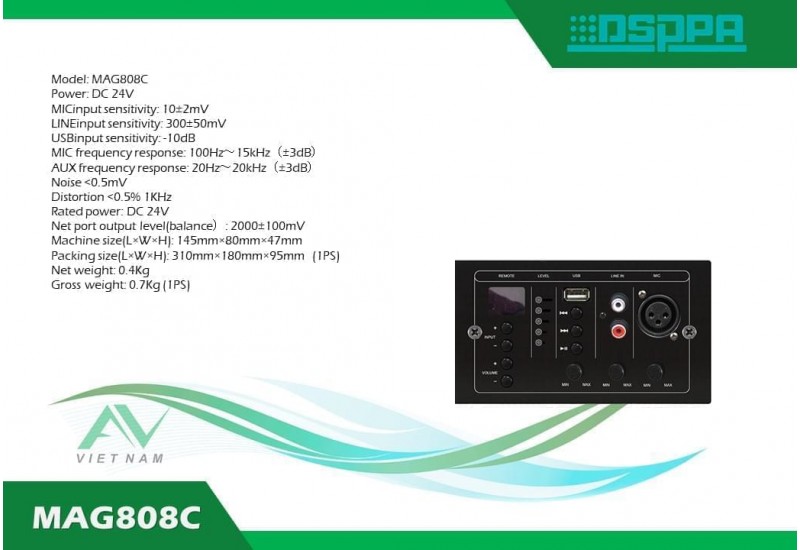 DSPPA
Model: MAG808C
Power: DC 24V
MICinput sensitivity: 10±2mV
LINEinput sensitivity: 300±50mV
USBinput sensitivity: -10dB
MIC frequency response: 100Hz～15kHz（±3dB）
AUX frequency response: 20Hz～20kHz（±3dB）
Noise <0.5mV
Distortion <0.5% 1KHz
Rated power: DC 24V
Net port output level(balance）: 2000±100mV
Machine size(L×W×H): 145mm×80mm×47mm
Packing size(L×W×H): 310mm×180mm×95mm (1PS)
Net weight: 0.4Kg
Gross weight: 0.7Kg (1PS)
REMOTE LEVEL USB LINE IN MIC
+
INPUT
−
+
VOLUME
−
MIN MAX MIN MAX MIN MAX
AV
VIET NAM
MAG808C